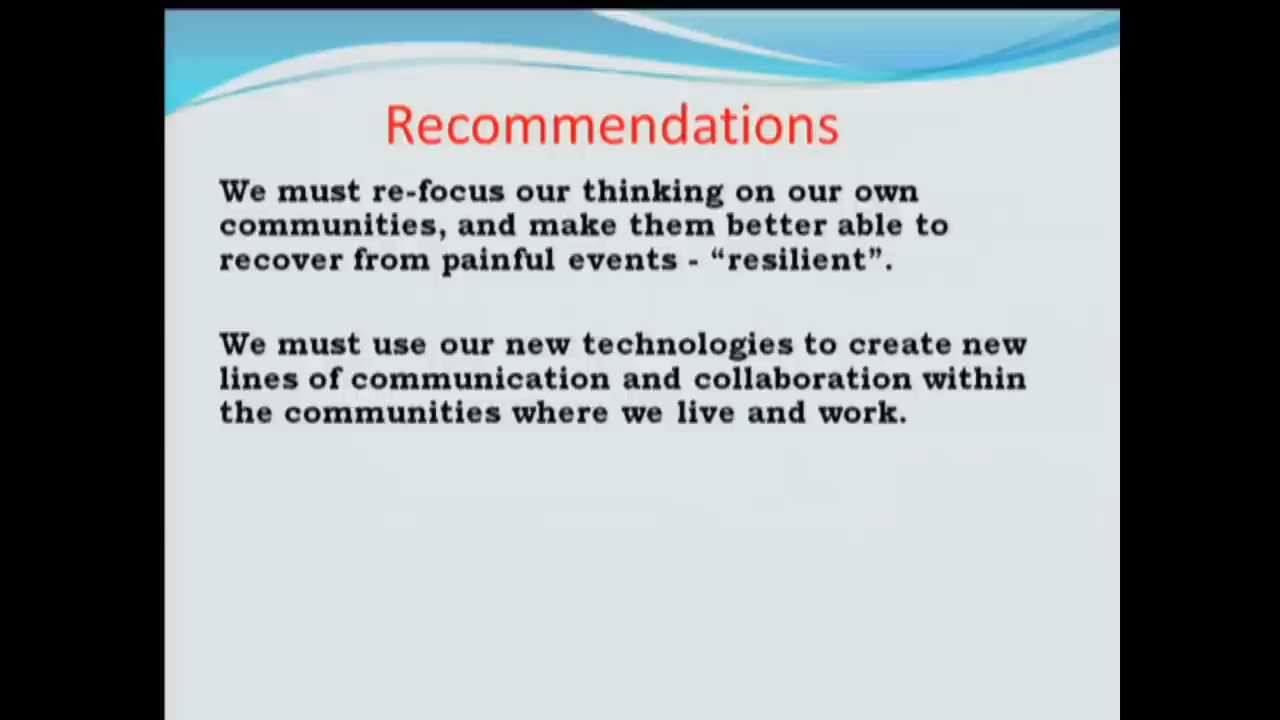 Recommendations
We must re-focus our thinking on our own
communities, and make them better able to
recover from painful events - “resilient”.
We must use our new technologies to create new
lines of communication and collaboration within
the communities where we live and work.